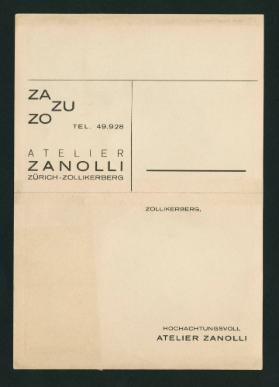 ZA
ZU
ZO
TEL. 49.928
ATELIER
ZANOLLI
ZÜRICH-ZOLLIKERBERG
ZOLLIKERBERG,
HOCHACHTUNGSVOLL
ATELIER ZANOLLI